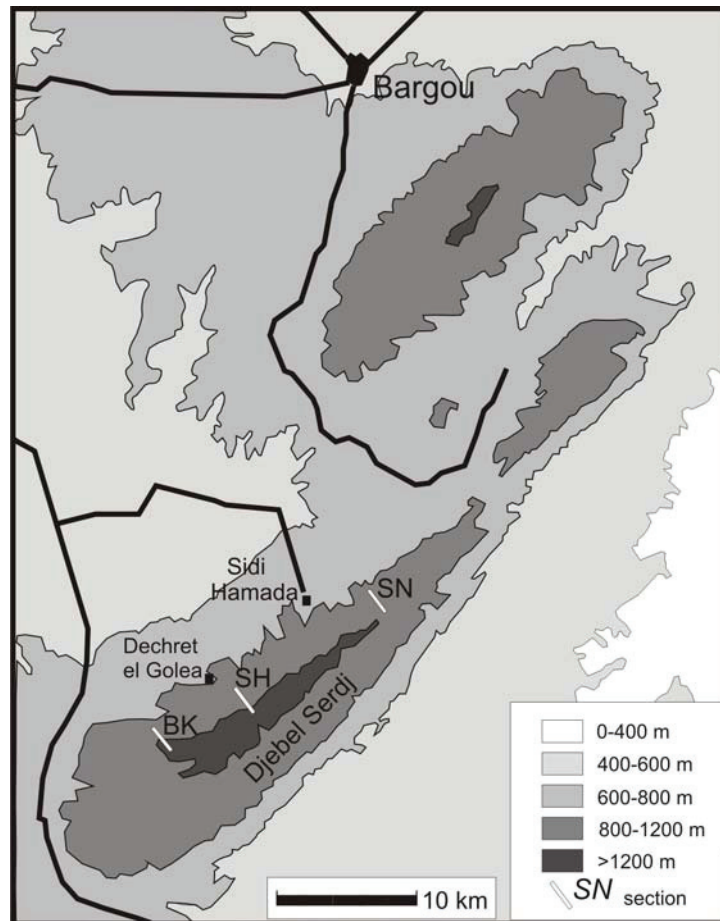 Bargou
Sidi
Hamada
SN
Dechret
el Golea
SH
BK
Djebel Serdj
0-400 m
400-600 m
600-800 m
800-1200 m
>1200 m
SN section
10 km